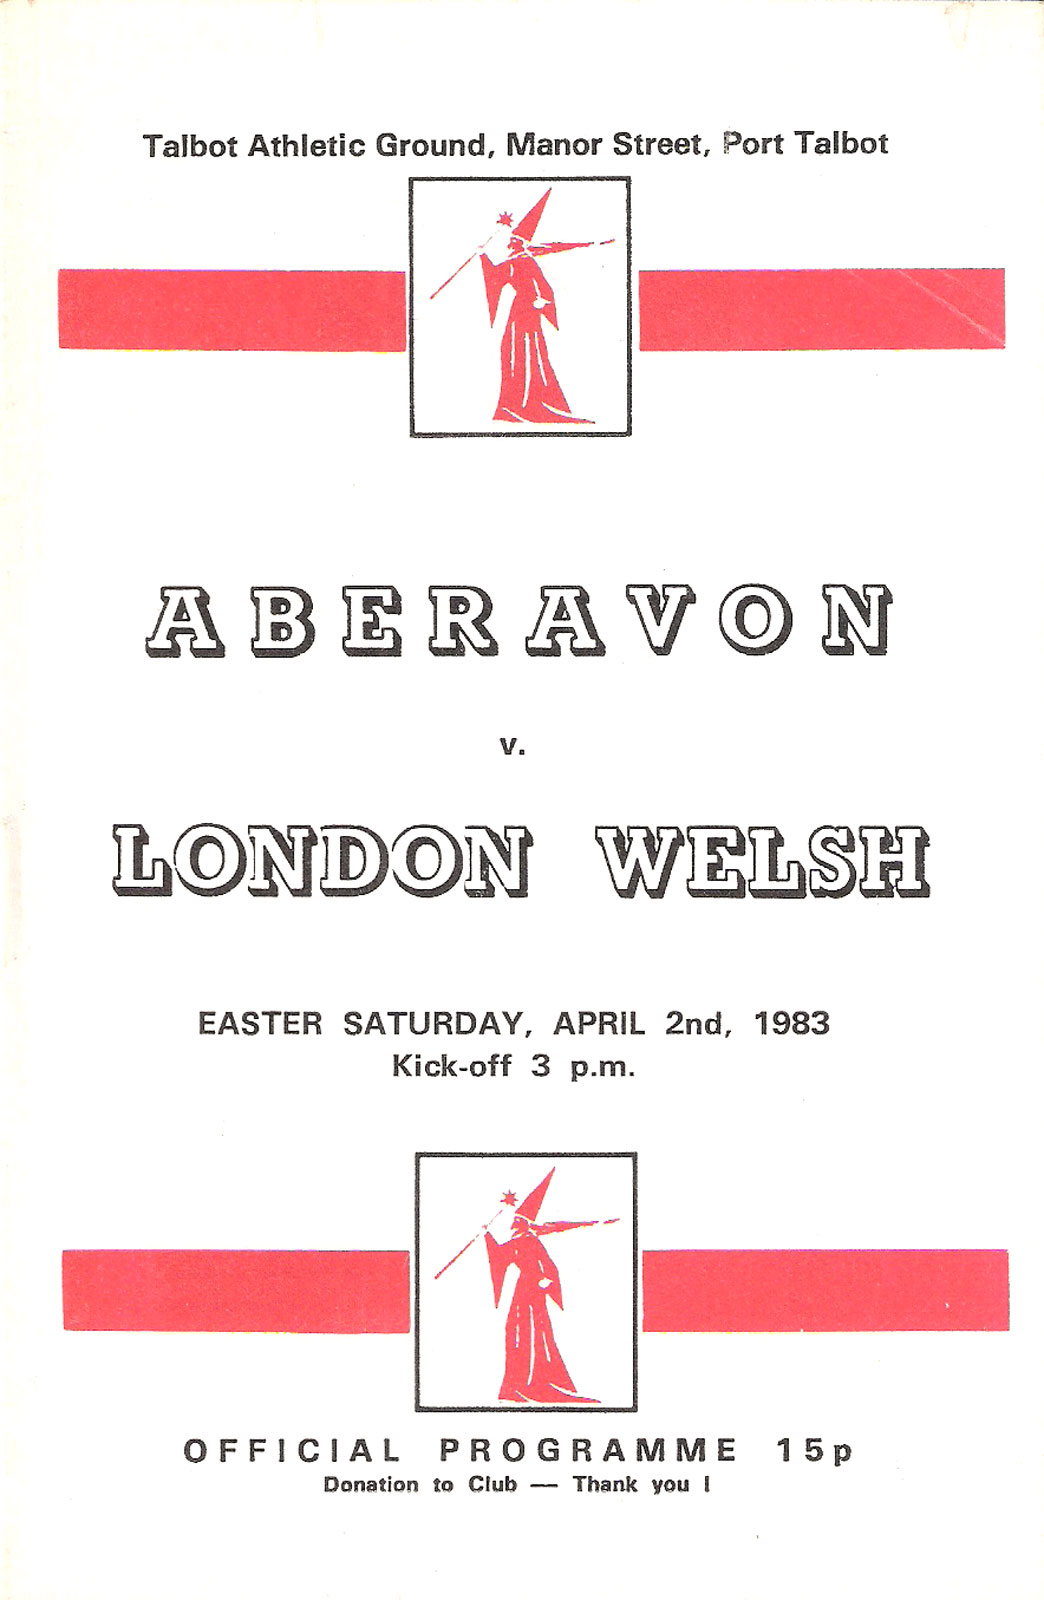 Talbot Athletic Ground, Manor Street, Port Talbot
ABERAVON
v.
LONDON WELSH
EASTER SATURDAY, APRIL 2nd, 1983
Kick-off 3 p.m.
OFFICIAL PROGRAMME 15p
Donation to Club — Thank you !